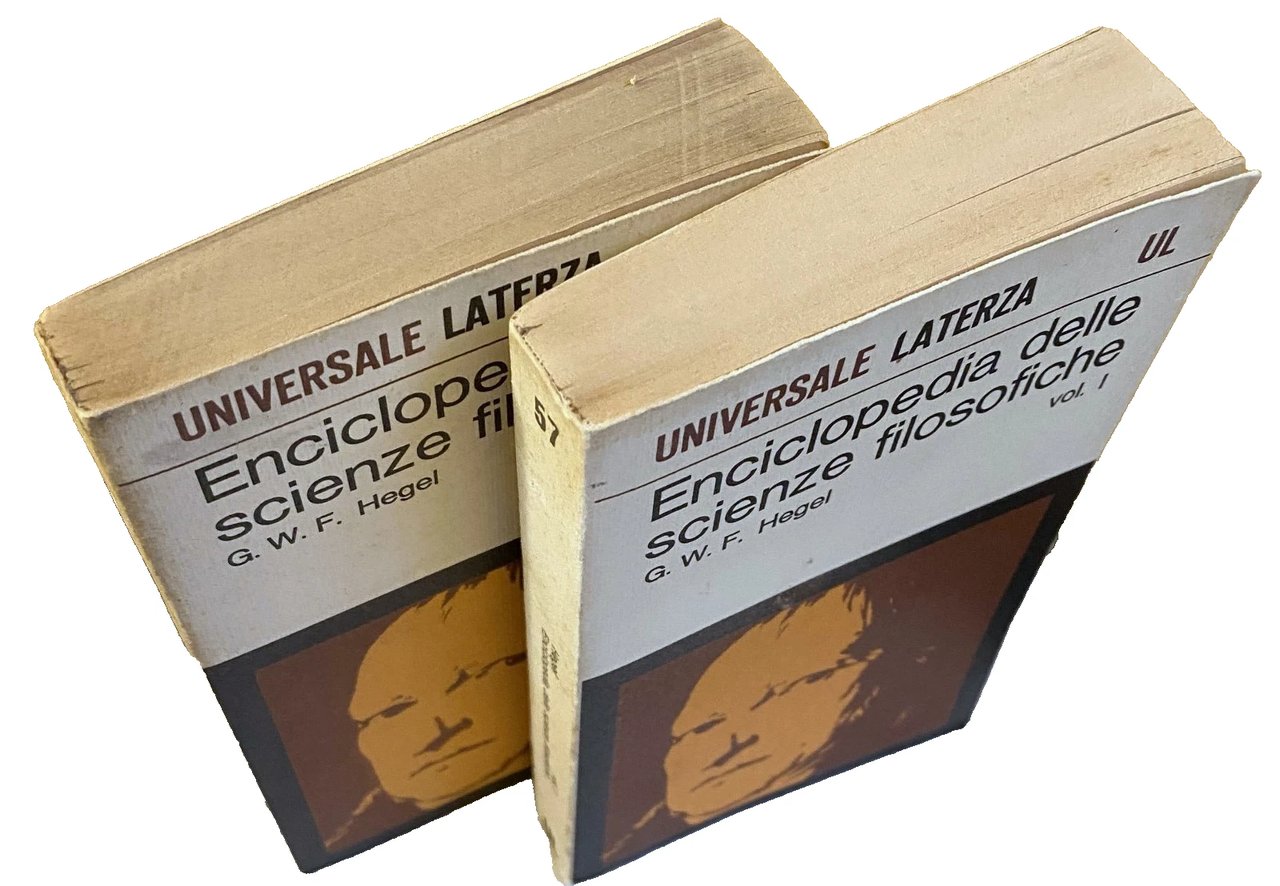 UNIVERSALE LATERZA
Enciclope
scienze fil
G. W. F. Hegel
57
UL
UNIVERSALE LATERZA
Enciclopedia delle
scienze filosofiche
vol. I
G. W. F. Hegel